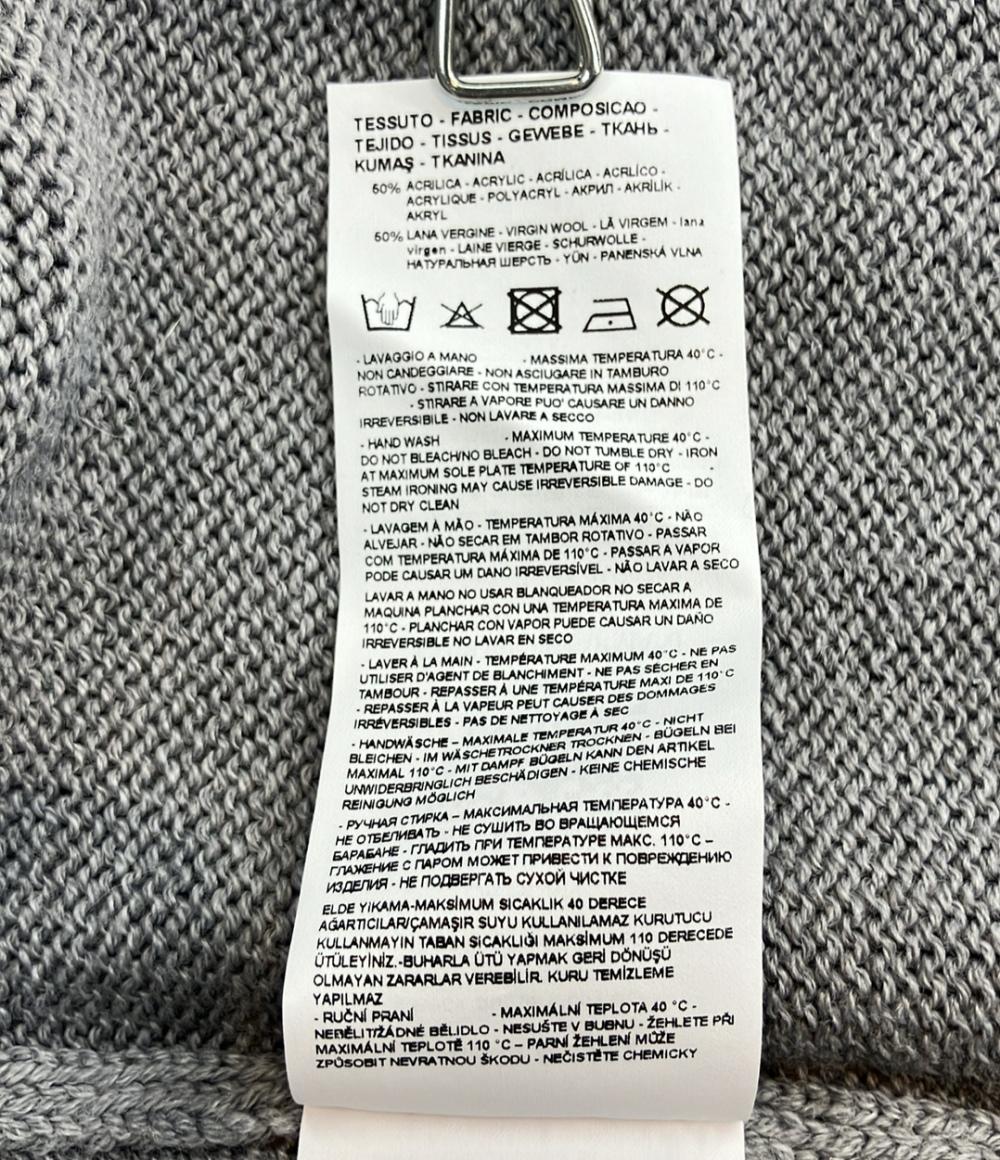 TESSUTO - FABRIC - COMPOSICAO -
TEJIDO - TISSUS - GEWEBE - ТКАНЬ -
KUMAŞ - TKANINA
50% ACRILICA - ACRYLIC - ACRÍLICA - ACRLÍCO -
ACRYLIQUE - POLYACRYL - АКРИЛ - AKRİLİK -
AKRYL
50% LANA VERGINE - VIRGIN WOOL - LÃ VIRGEM - lana
virgen - LAINE VIERGE - SCHURWOLLE -
НАТУРАЛЬНАЯ ШЕРСТЬ - YÜN - PANENSKÁ VLNA
- LAVAGGIO A MANO - MASSIMA TEMPERATURA 40°C -
NON CANDEGGIARE - NON ASCIUGARE IN TAMBURO
ROTATIVO - STIRARE CON TEMPERATURA MASSIMA DI 110°C
- STIRARE A VAPORE PUO' CAUSARE UN DANNO
IRREVERSIBILE - NON LAVARE A SECCO
- HAND WASH - MAXIMUM TEMPERATURE 40°C -
DO NOT BLEACH/NO BLEACH - DO NOT TUMBLE DRY - IRON
AT MAXIMUM SOLE PLATE TEMPERATURE OF 110°C -
STEAM IRONING MAY CAUSE IRREVERSIBLE DAMAGE - DO
NOT DRY CLEAN
- LAVAGEM À MÃO - TEMPERATURA MÁXIMA 40°C - NÃO
ALVEJAR - NÃO SECAR EM TAMBOR ROTATIVO - PASSAR
COM TEMPERATURA MÁXIMA DE 110°C - PASSAR A VAPOR
PODE CAUSAR UM DANO IRREVERSÍVEL - NÃO LAVAR A SECO
LAVAR A MANO NO USAR BLANQUEADOR NO SECAR A
MAQUINA PLANCHAR CON UNA TEMPERATURA MAXIMA DE
110°C - PLANCHAR CON VAPOR PUEDE CAUSAR UN DAÑO
IRREVERSIBLE NO LAVAR EN SECO
- LAVER À LA MAIN - TEMPÉRATURE MAXIMUM 40°C - NE PAS
UTILISER D'AGENT DE BLANCHIMENT - NE PAS SÉCHER EN
TAMBOUR - REPASSER À UNE TEMPÉRATURE MAXI DE 110°C
- REPASSER À LA VAPEUR PEUT CAUSER DES DOMMAGES
IRRÉVERSIBLES - PAS DE NETTOYAGE À SEC
- HANDWÄSCHE – MAXIMALE TEMPERATUR 40°C - NICHT
BLEICHEN - IM WÄSCHETROCKNER TROCKNEN - BÜGELN BEI
MAXIMAL 110°C - MIT DAMPF BÜGELN KANN DEN ARTIKEL
UNWIDERBRINGLICH BESCHÄDIGEN - KEINE CHEMISCHE
REINIGUNG MÖGLICH
- РУЧНАЯ СТИРКА – МАКСИМАЛЬНАЯ ТЕМПЕРАТУРА 40°C -
НЕ ОТБЕЛИВАТЬ - НЕ СУШИТЬ ВО ВРАЩАЮЩЕМСЯ
БАРАБАНЕ - ГЛАДИТЬ ПРИ ТЕМПЕРАТУРЕ МАКС. 110°C –
ГЛАЖЕНИЕ С ПАРОМ МОЖЕТ ПРИВЕСТИ К ПОВРЕЖДЕНИЮ
ИЗДЕЛИЯ - НЕ ПОДВЕРГАТЬ СУХОЙ ЧИСТКЕ
ELDE YIKAMA-MAKSİMUM SICAKLIK 40 DERECE
AĞARTICILAR/ÇAMAŞIR SUYU KULLANILAMAZ KURUTUCU
KULLANMAYIN TABAN SICAKLIĞI MAKSİMUM 110 DERECEDE
ÜTÜLEYİNİZ.-BUHARLA ÜTÜ YAPMAK GERİ DÖNÜŞÜ
OLMAYAN ZARARLAR VEREBİLİR. KURU TEMİZLEME
YAPILMAZ
- RUČNÍ PRANÍ - MAXIMÁLNÍ TEPLOTA 40 °C -
NEBĚLIT/ŽÁDNÉ BĚLIDLO - NESUŠTE V BUBNU - ŽEHLETE PŘI
MAXIMÁLNÍ TEPLOTĚ 110 °C – PARNÍ ŽEHLENÍ MŮŽE
ZPŮSOBIT NEVRATNOU ŠKODU - NEČISTĚTE CHEMICKY